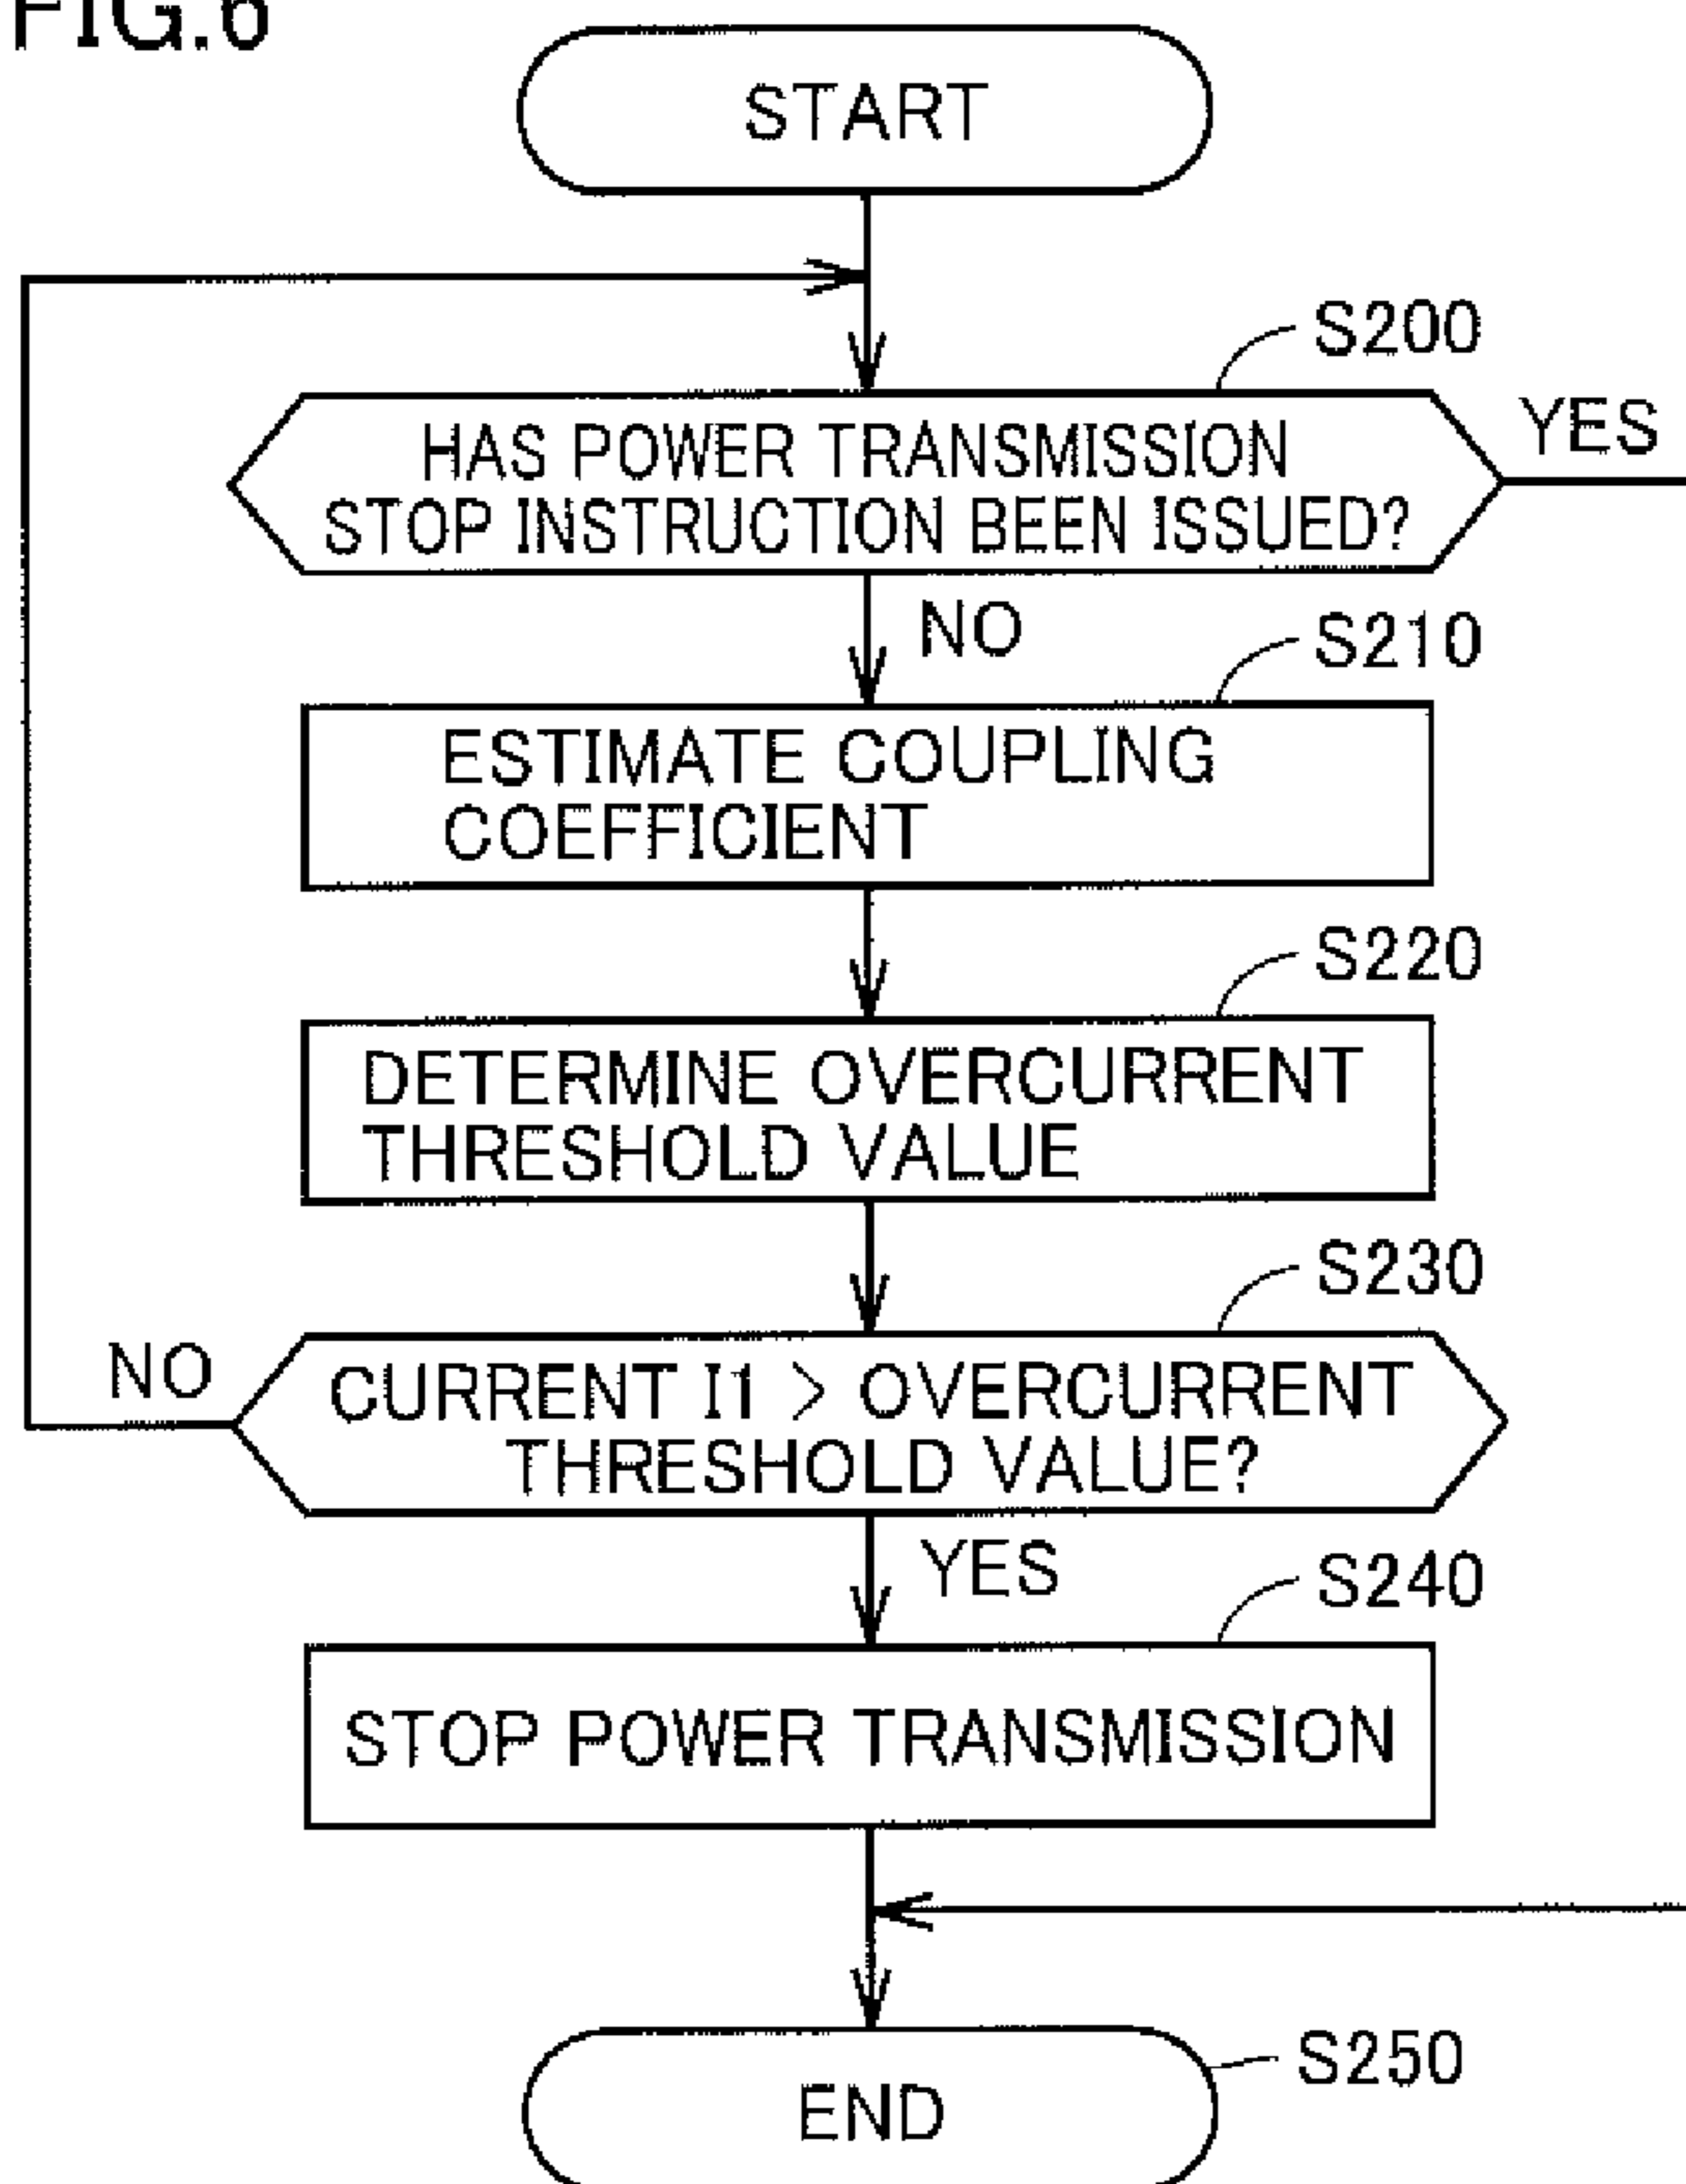 FIG.6
START
S200
HAS POWER TRANSMISSION
STOP INSTRUCTION BEEN ISSUED?
YES
NO
S210
ESTIMATE COUPLING
COEFFICIENT
S220
DETERMINE OVERCURRENT
THRESHOLD VALUE
S230
NO
CURRENT I1 > OVERCURRENT
THRESHOLD VALUE?
YES
S240
STOP POWER TRANSMISSION
S250
END